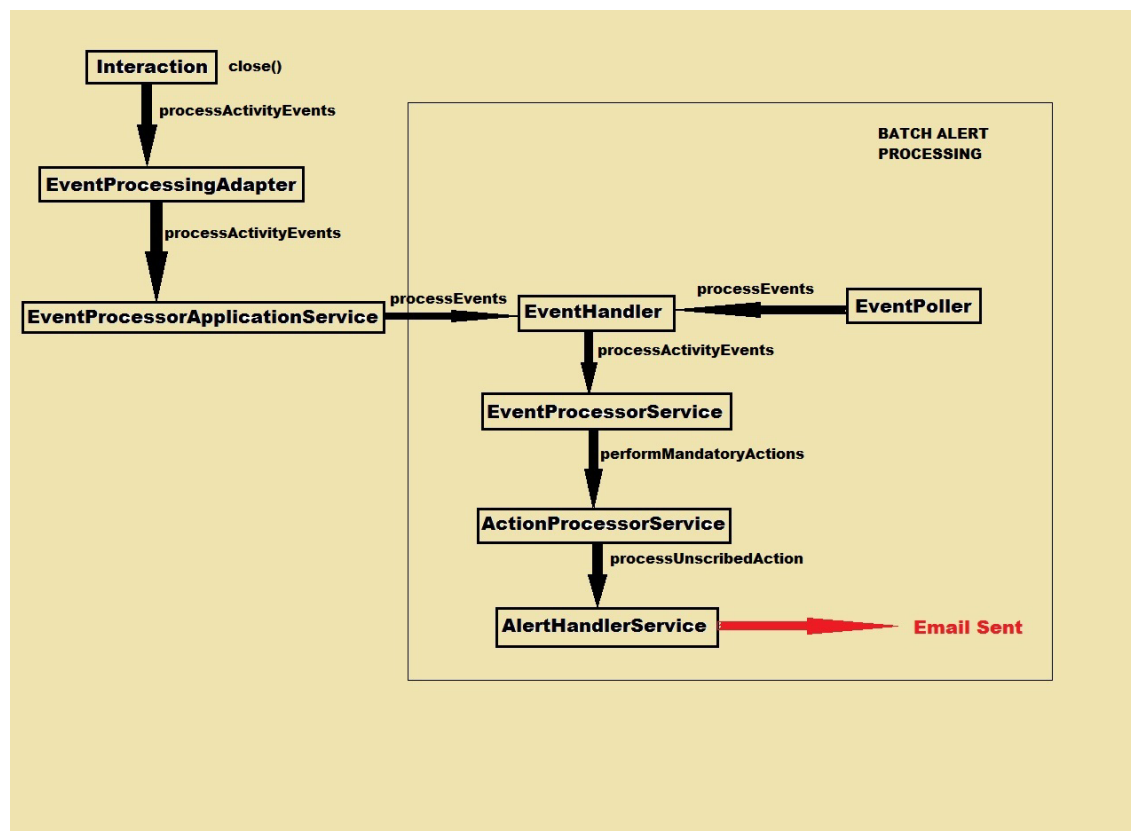 Interaction close()
processActivityEvents
BATCH ALERT
PROCESSING
EventProcessingAdapter
processActivityEvents
processEvents
processEvents
EventProcessorApplicationService
EventHandler
EventPoller
processActivityEvents
EventProcessorService
performMandatoryActions
ActionProcessorService
processUnscribedAction
AlertHandlerService
Email Sent